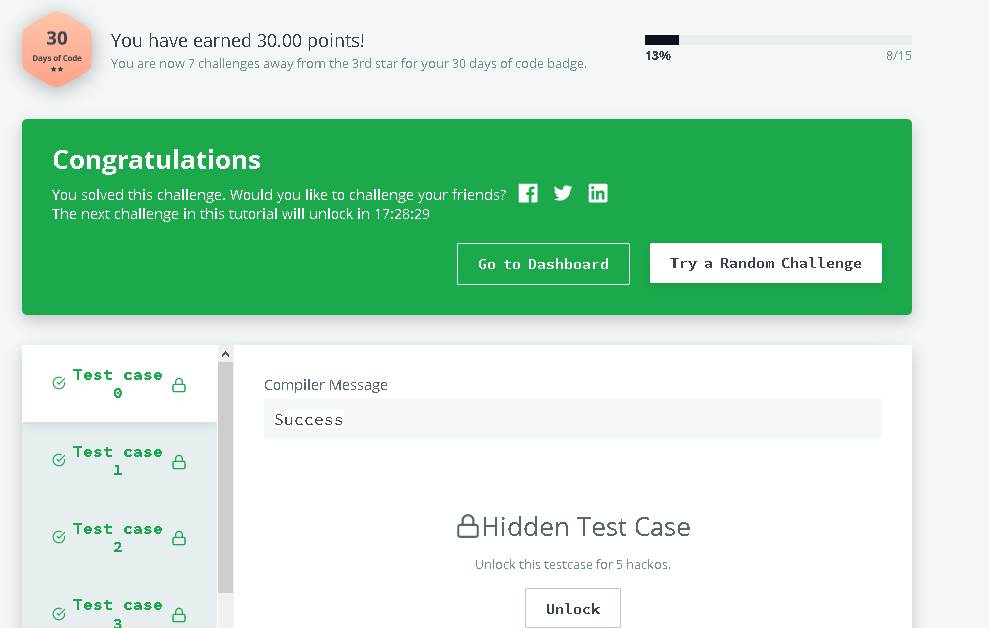 30
Days of Code
★★
You have earned 30.00 points!
You are now 7 challenges away from the 3rd star for your 30 days of code badge.
13%
8/15
Congratulations
You solved this challenge. Would you like to challenge your friends?
The next challenge in this tutorial will unlock in 17:28:29
Go to Dashboard
Try a Random Challenge
Test case
0
Test case
1
Test case
2
Test case
3
Compiler Message
Success
Hidden Test Case
Unlock this testcase for 5 hackos.
Unlock